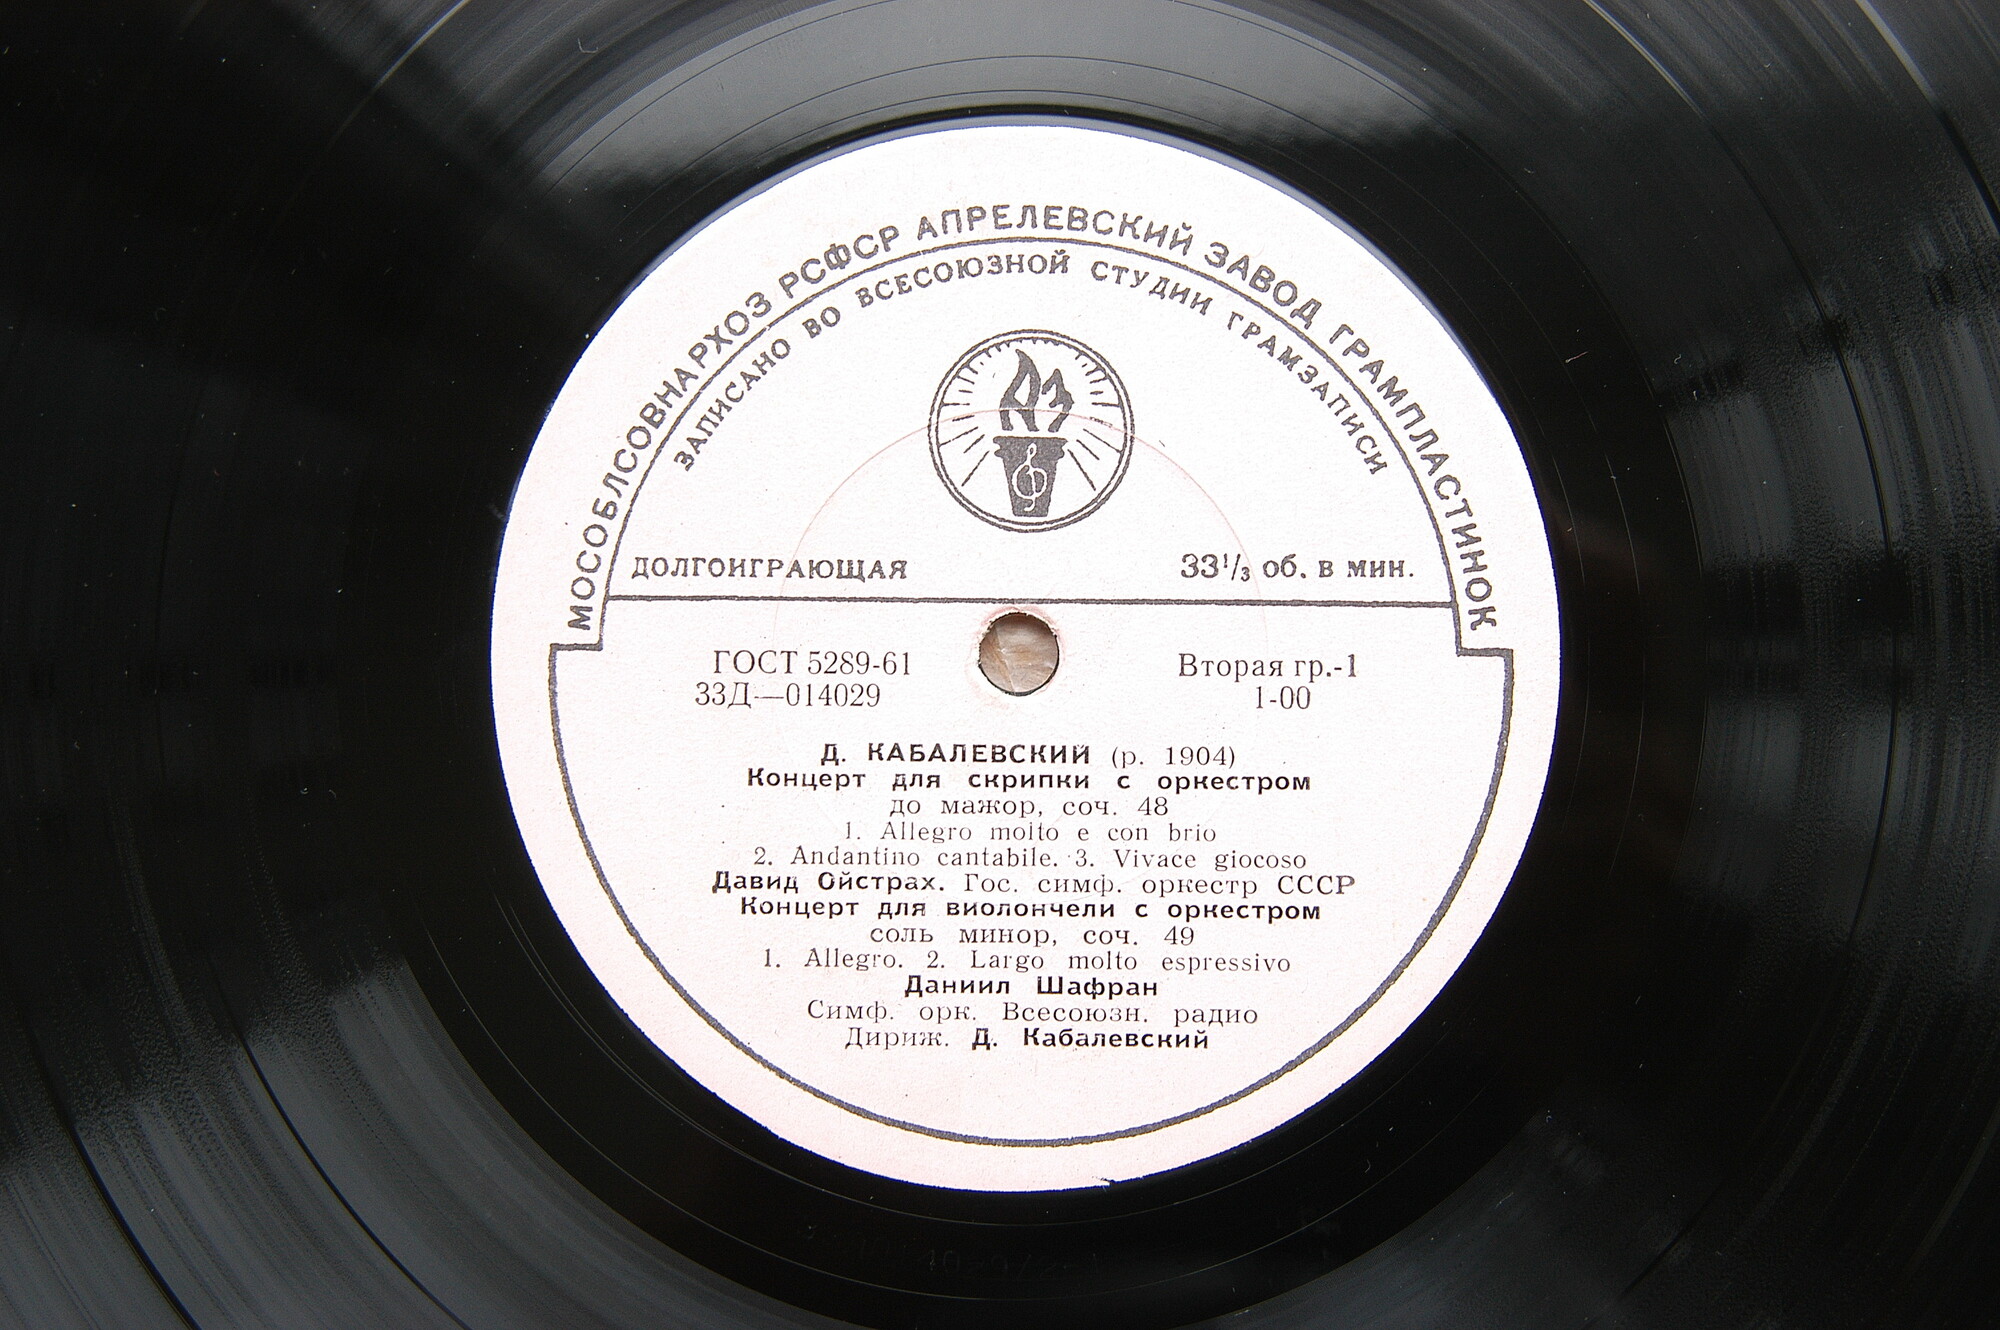 МОСОБЛСОВНАРХОЗ РСФСР АПРЕЛЕВСКИЙ ЗАВОД ГРАМПЛАСТИНОК
ЗАПИСАНО ВО ВСЕСОЮЗНОЙ СТУДИИ ГРАМЗАПИСИ
ДОЛГОИГРАЮЩАЯ 33 1/3 об. в мин.
ГОСТ 5289-61 Вторая гр.-1
33Д—014029 1-00
Д. КАБАЛЕВСКИЙ (р. 1904)
Концерт для скрипки с оркестром
до мажор, соч. 48
1. Allegro molto e con brio
2. Andantino cantabile. 3. Vivace giocoso
Давид Ойстрах. Гос. симф. оркестр СССР
Концерт для виолончели с оркестром
соль минор, соч. 49
1. Allegro. 2. Largo molto espressivo
Даниил Шафран
Симф. орк. Всесоюзн. радио
Дириж. Д. Кабалевский